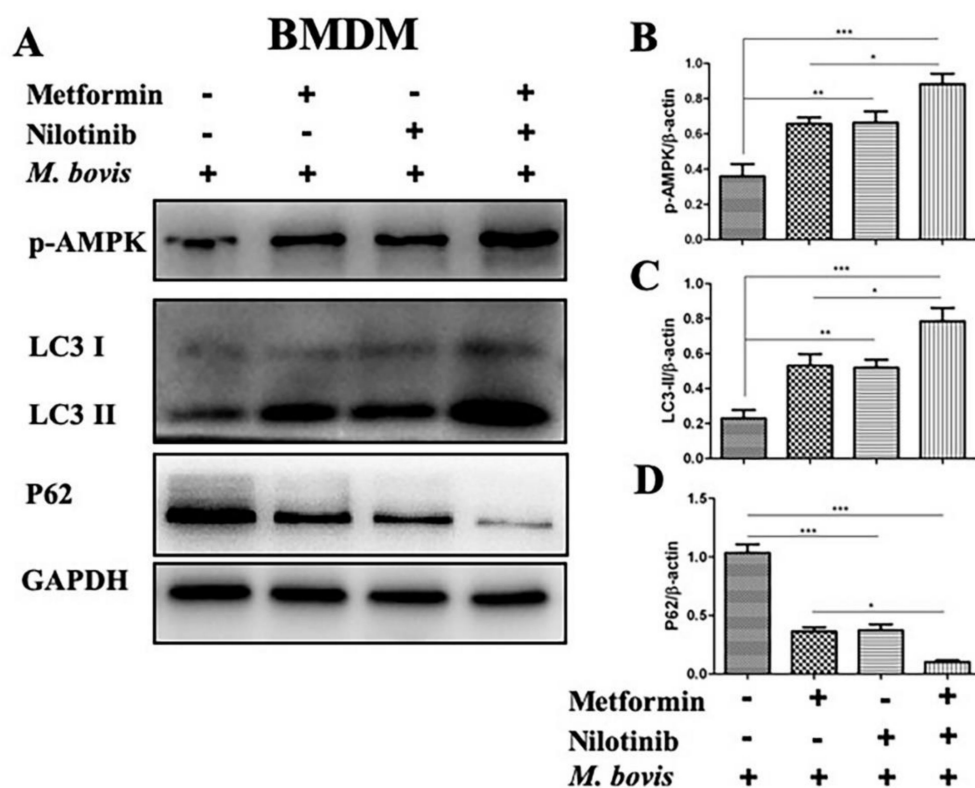 A
BMDM
Metformin - + - +
Nilotinib - - + +
M. bovis + + + +
p-AMPK
LC3 I
LC3 II
P62
GAPDH
B
p-AMPK/β-actin
1.0
0.8
0.6
0.4
0.2
0.0
***
*
**
C
LC3-II/β-actin
1.0
0.8
0.6
0.4
0.2
0.0
***
*
**
D
P62/β-actin
1.5
1.0
0.5
0.0
***
***
*
Metformin - + - +
Nilotinib - - + +
M. bovis + + + +